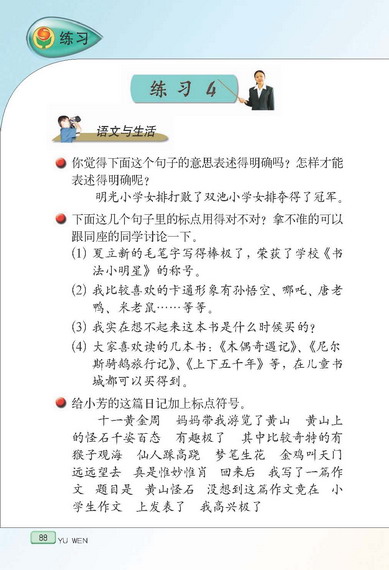 练习
练习 4
语文与生活
你觉得下面这个句子的意思表述得明确吗？怎样才能
表述得明确呢？
明光小学女排打败了双池小学女排夺得了冠军。
下面这几个句子里的标点用得对不对？拿不准的可以
跟同座的同学讨论一下。
(1) 夏立新的毛笔字写得棒极了，荣获了学校《书
法小明星》的称号。
(2) 我比较喜欢的卡通形象有孙悟空、哪吒、唐老
鸭、米老鼠……等等。
(3) 我实在想不起来这本书是什么时候买的？
(4) 大家喜欢读的几本书：《木偶奇遇记》、《尼尔
斯骑鹅旅行记》、《上下五千年》等，在儿童书
城都可以买得到。
给小芳的这篇日记加上标点符号。
十一黄金周 妈妈带我游览了黄山 黄山上
的怪石千姿百态 有趣极了 其中比较奇特的有
猴子观海 仙人踩高跷 梦笔生花 金鸡叫天门
远远望去 真是惟妙惟肖 回来后 我写了一篇作
文 题目是 黄山怪石 没想到这篇作文竟在 小
学生作文 上发表了 我高兴极了
88 YU WEN